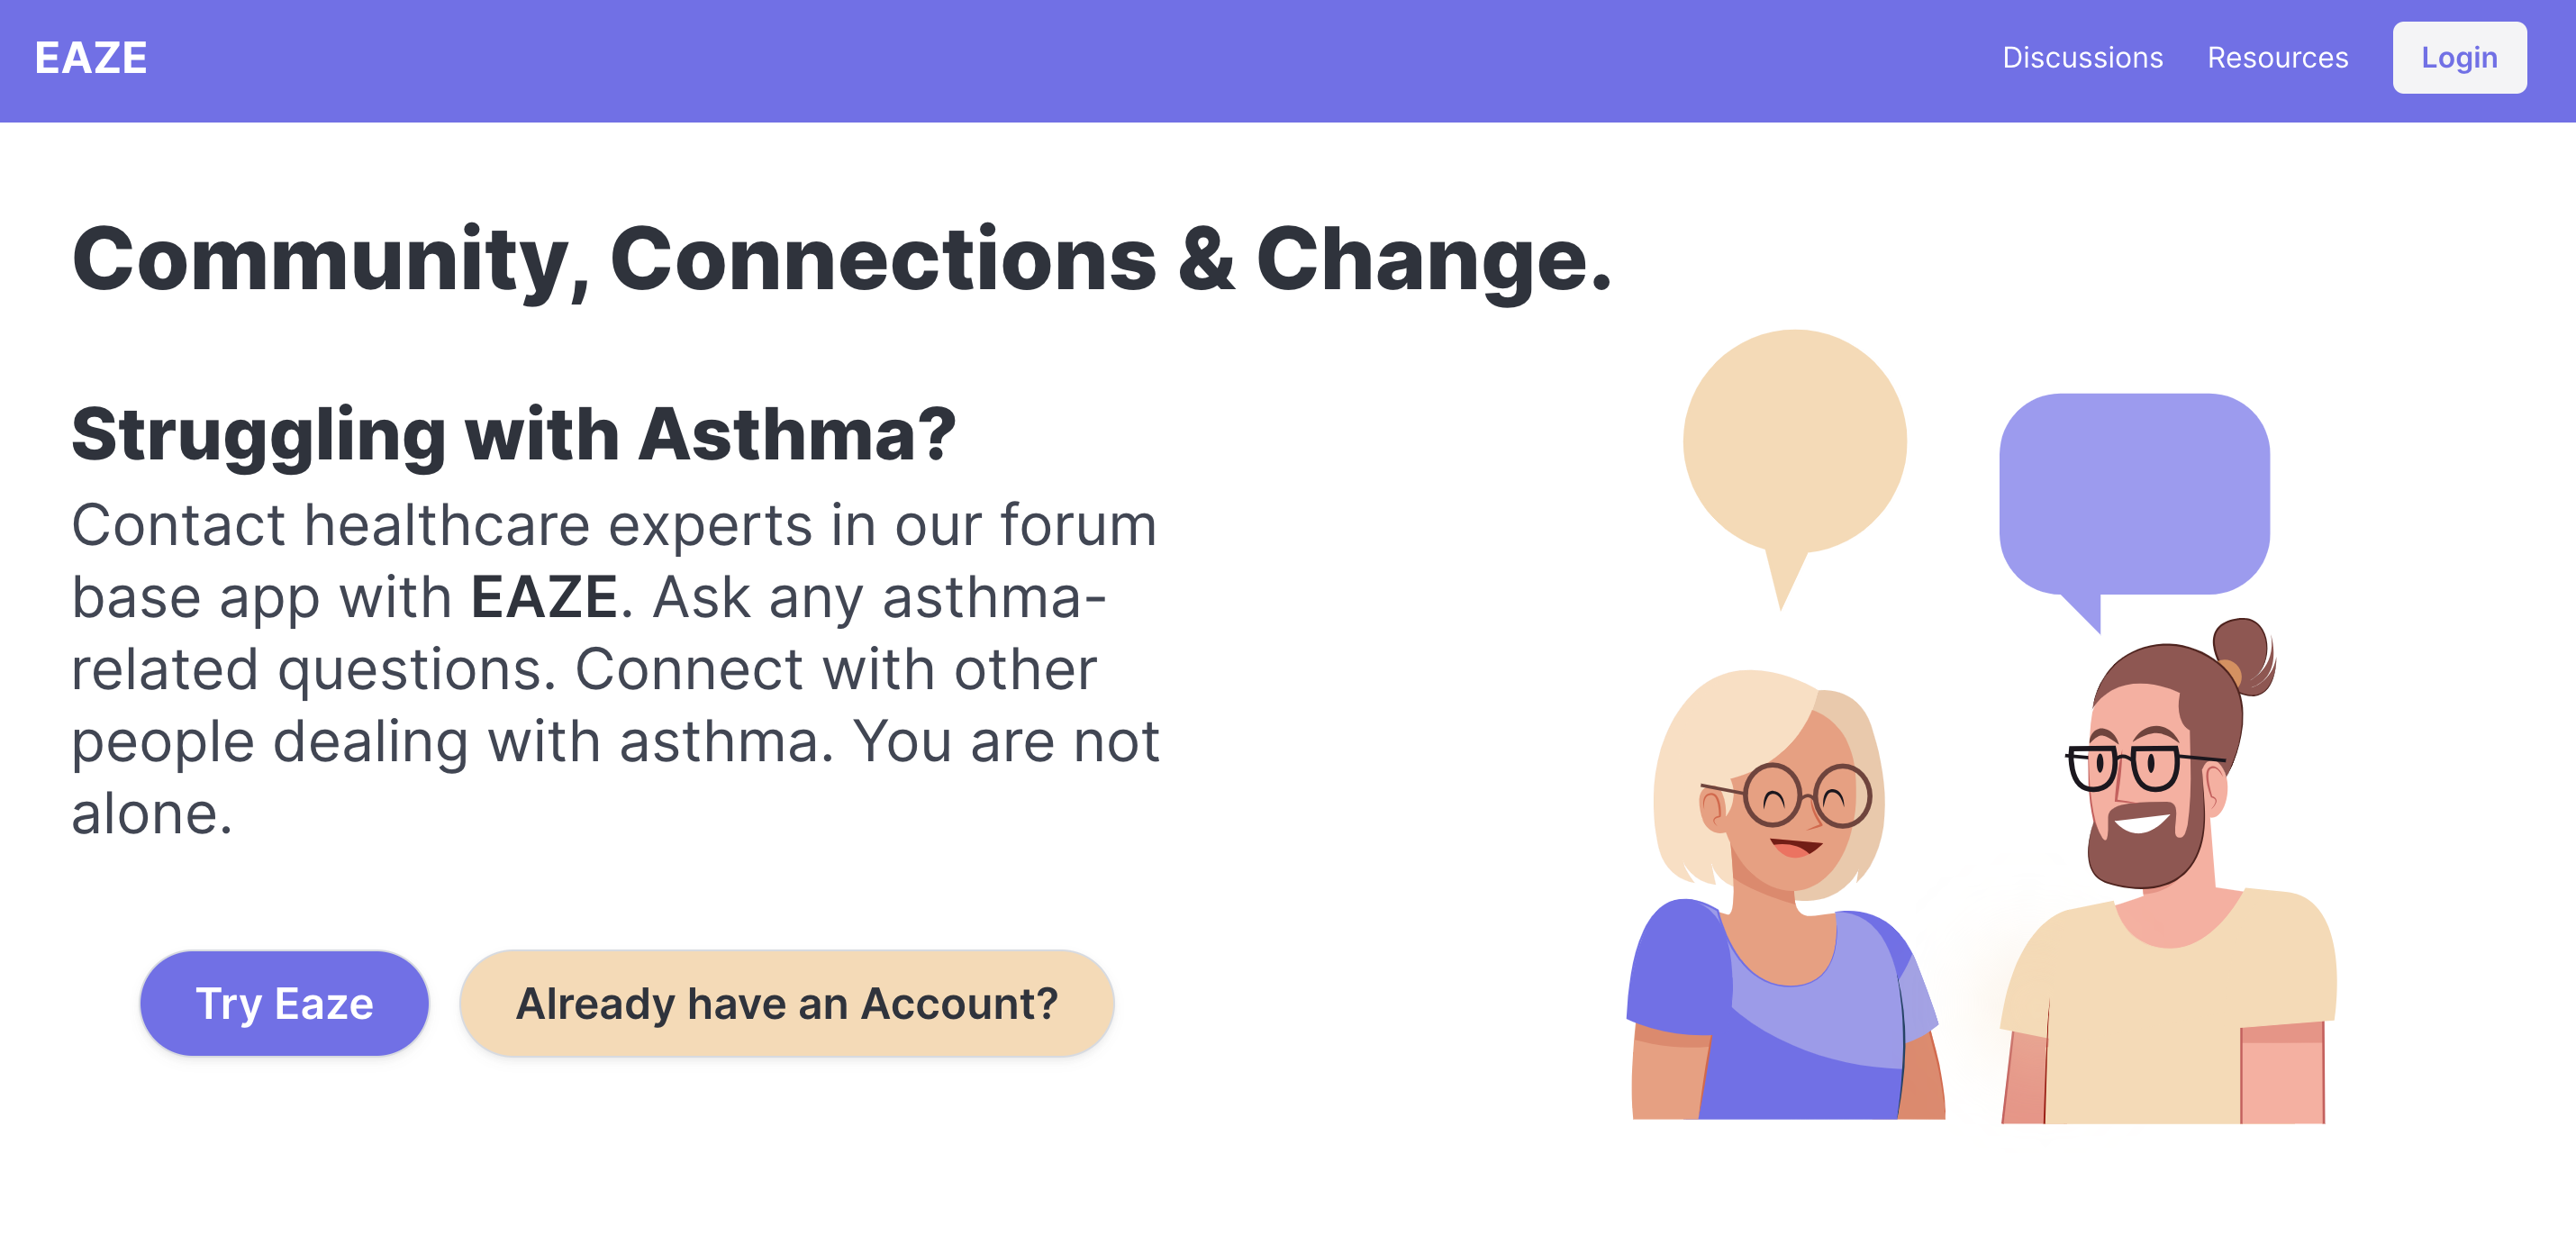 EAZE
Discussions
Resources
Login
Community, Connections & Change.
Struggling with Asthma?
Contact healthcare experts in our forum
base app with EAZE. Ask any asthma-
related questions. Connect with other
people dealing with asthma. You are not
alone.
Try Eaze
Already have an Account?